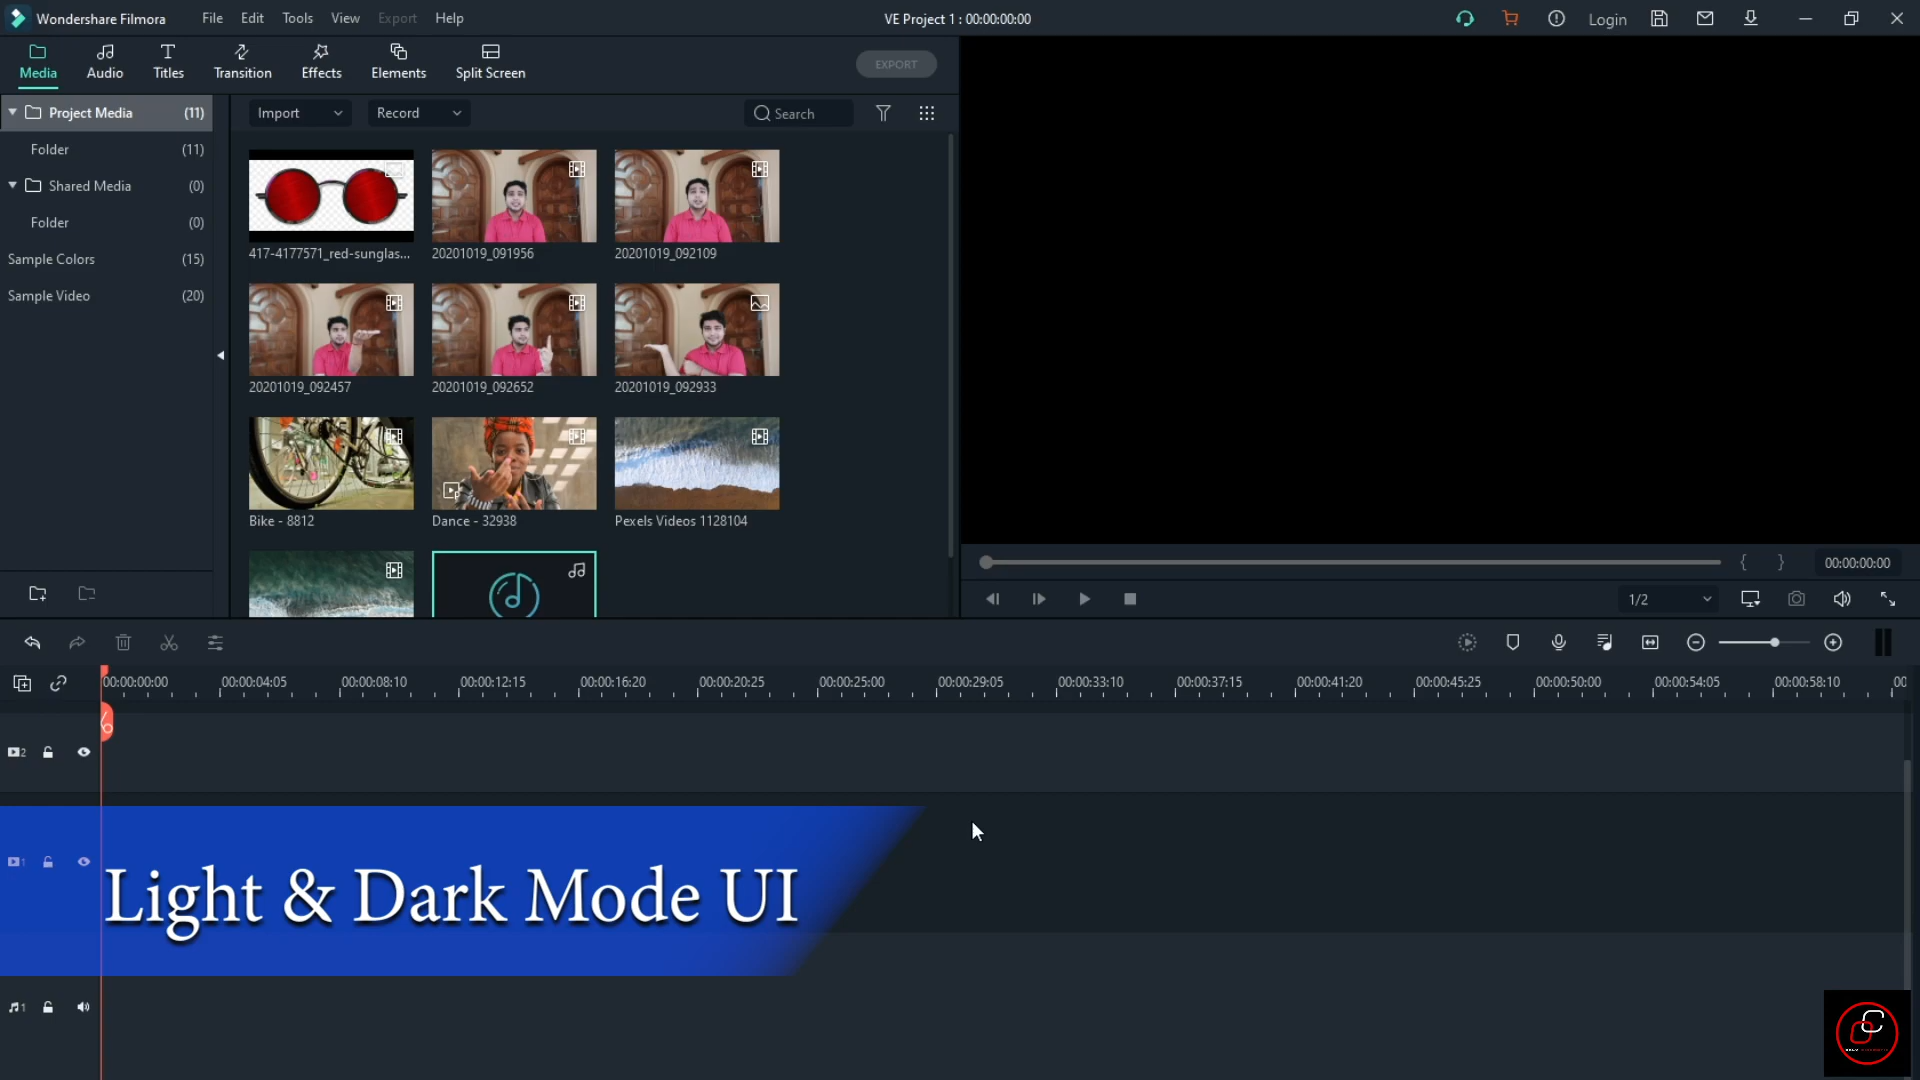 Wondershare Filmora File Edit Tools View Export Help VE Project 1 : 00:00:00:00 Login
Media Audio Titles Transition Effects Elements Split Screen EXPORT
Project Media (11)
Folder (11)
Shared Media (0)
Folder (0)
Sample Colors (15)
Sample Video (20)
Import Record Search
417-4177571_red-sunglas... 20201019_091956 20201019_092109
20201019_092457 20201019_092652 20201019_092933
Bike - 8812 Dance - 32938 Pexels Videos 1128104
{ } 00:00:00:00
1/2
00:00:00:00 00:00:04:05 00:00:08:10 00:00:12:15 00:00:16:20 00:00:20:25 00:00:25:00 00:00:29:05 00:00:33:10 00:00:37:15 00:00:41:20 00:00:45:25 00:00:50:00 00:00:54:05 00:00:58:10 00
2
1
Light & Dark Mode UI
1